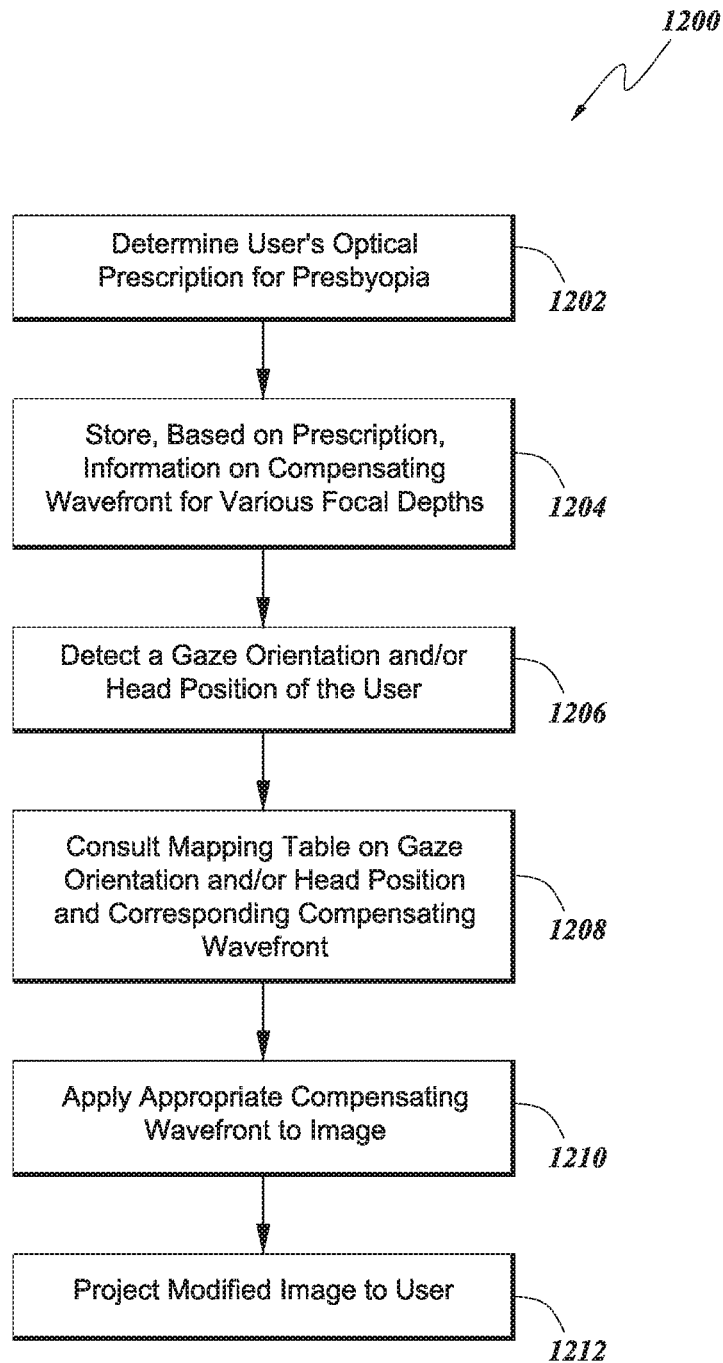 1200
Determine User's Optical
Prescription for Presbyopia
1202
Store, Based on Prescription,
Information on Compensating
Wavefront for Various Focal Depths
1204
Detect a Gaze Orientation and/or
Head Position of the User
1206
Consult Mapping Table on Gaze
Orientation and/or Head Position
and Corresponding Compensating
Wavefront
1208
Apply Appropriate Compensating
Wavefront to Image
1210
Project Modified Image to User
1212